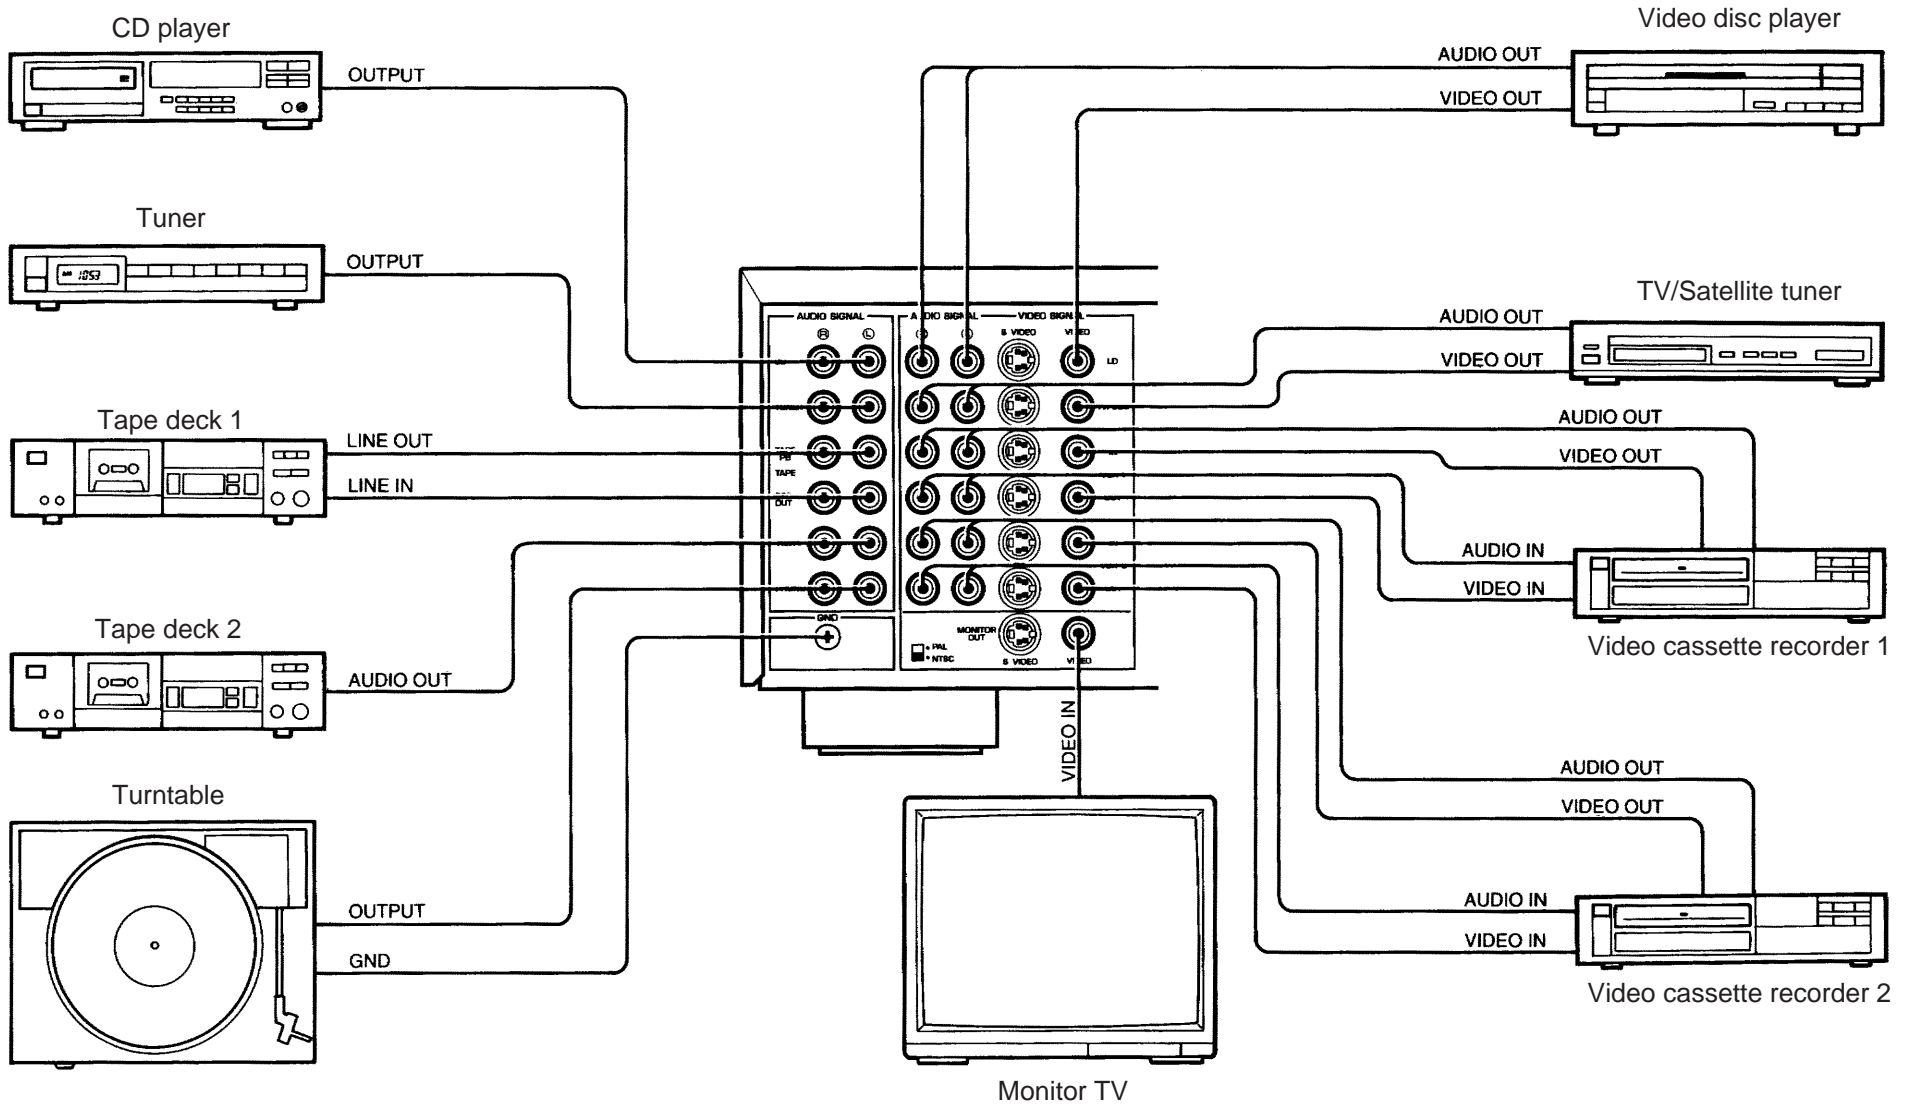 CD player
OUTPUT
Tuner
1053
OUTPUT
Tape deck 1
LINE OUT
LINE IN
Tape deck 2
AUDIO OUT
Turntable
OUTPUT
GND
AUDIO SIGNAL
R L
AUDIO SIGNAL VIDEO SIGNAL
S VIDEO VIDEO
LD
PB
TAPE
OUT
GND
MONITOR
OUT
PAL
NTSC
S VIDEO VIDEO
VIDEO IN
Monitor TV
Video disc player
AUDIO OUT
VIDEO OUT
TV/Satellite tuner
AUDIO OUT
VIDEO OUT
AUDIO OUT
VIDEO OUT
AUDIO IN
VIDEO IN
Video cassette recorder 1
AUDIO OUT
VIDEO OUT
AUDIO IN
VIDEO IN
Video cassette recorder 2